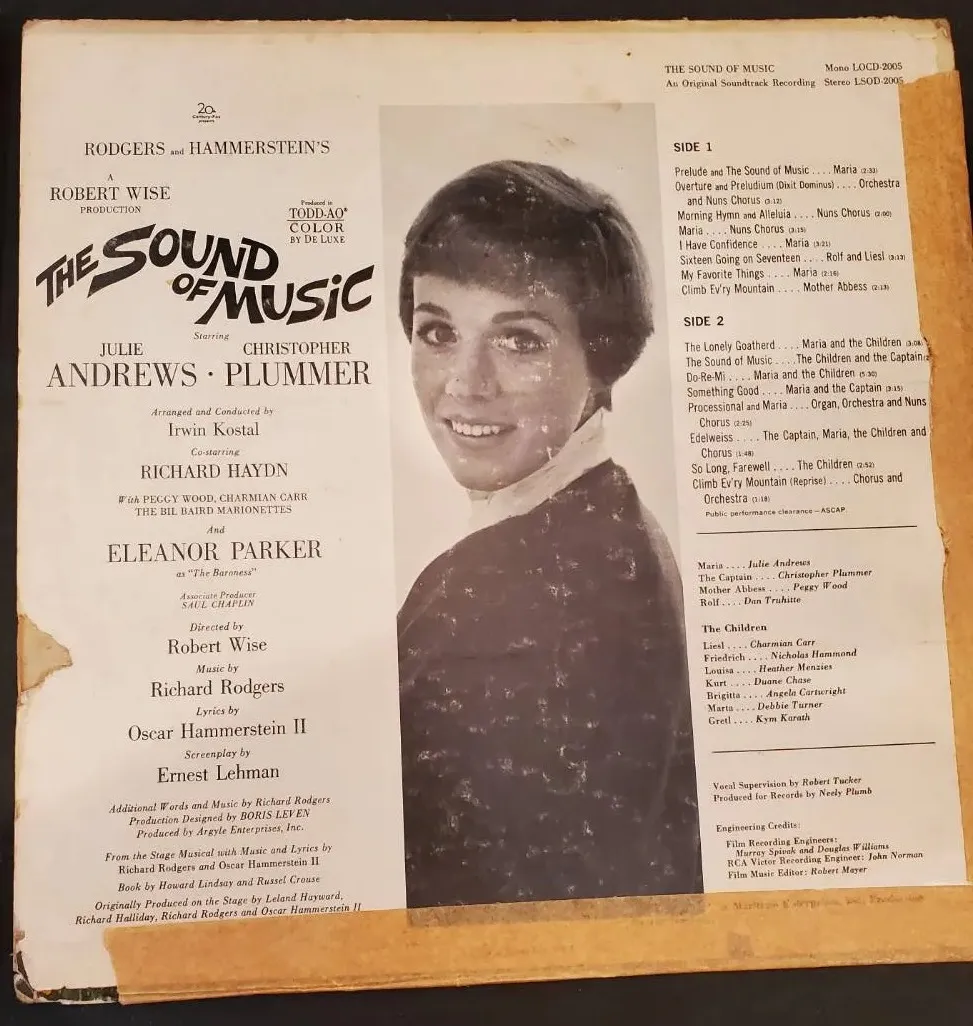 20th
Century-Fox
presents
RODGERS and HAMMERSTEIN'S
A
ROBERT WISE
PRODUCTION
Produced in
TODD-AO®
COLOR
BY DE LUXE
THE SOUND
OF MUSIC
Starring
JULIE CHRISTOPHER
ANDREWS · PLUMMER
Arranged and Conducted by
Irwin Kostal
Co-starring
RICHARD HAYDN
With PEGGY WOOD, CHARMIAN CARR
THE BIL BAIRD MARIONETTES
And
ELEANOR PARKER
as "The Baroness"
Associate Producer
SAUL CHAPLIN
Directed by
Robert Wise
Music by
Richard Rodgers
Lyrics by
Oscar Hammerstein II
Screenplay by
Ernest Lehman
Additional Words and Music by Richard Rodgers
Production Designed by BORIS LEVEN
Produced by Argyle Enterprises, Inc.
From the Stage Musical with Music and Lyrics by
Richard Rodgers and Oscar Hammerstein II
Book by Howard Lindsay and Russel Crouse
Originally Produced on the Stage by Leland Hayward,
Richard Halliday, Richard Rodgers and Oscar Hammerstein II
THE SOUND OF MUSIC Mono LOCD-2005
An Original Soundtrack Recording Stereo LSOD-2005
SIDE 1
Prelude and The Sound of Music .... Maria (2:33)
Overture and Preludium (Dixit Dominus) .... Orchestra
and Nuns Chorus (3:12)
Morning Hymn and Alleluia .... Nuns Chorus (2:00)
Maria .... Nuns Chorus (3:15)
I Have Confidence .... Maria (3:21)
Sixteen Going on Seventeen .... Rolf and Liesl (3:13)
My Favorite Things .... Maria (2:16)
Climb Ev'ry Mountain .... Mother Abbess (2:13)
SIDE 2
The Lonely Goatherd .... Maria and the Children (3:08)
The Sound of Music .... The Children and the Captain
Do-Re-Mi .... Maria and the Children (5:30)
Something Good .... Maria and the Captain (3:15)
Processional and Maria .... Organ, Orchestra and Nuns
Chorus (2:25)
Edelweiss .... The Captain, Maria, the Children and
Chorus (1:48)
So Long, Farewell .... The Children (2:52)
Climb Ev'ry Mountain (Reprise) .... Chorus and
Orchestra (1:18)
Public performance clearance—ASCAP
Maria .... Julie Andrews
The Captain .... Christopher Plummer
Mother Abbess .... Peggy Wood
Rolf .... Dan Truhitte
The Children
Liesl .... Charmian Carr
Friedrich .... Nicholas Hammond
Louisa .... Heather Menzies
Kurt .... Duane Chase
Brigitta .... Angela Cartwright
Marta .... Debbie Turner
Gretl .... Kym Karath
Vocal Supervision by Robert Tucker
Produced for Records by Neely Plumb
Engineering Credits:
Film Recording Engineers:
Murray Spivak and Douglas Williams
RCA Victor Recording Engineer: John Norman
Film Music Editor: Robert Mayer